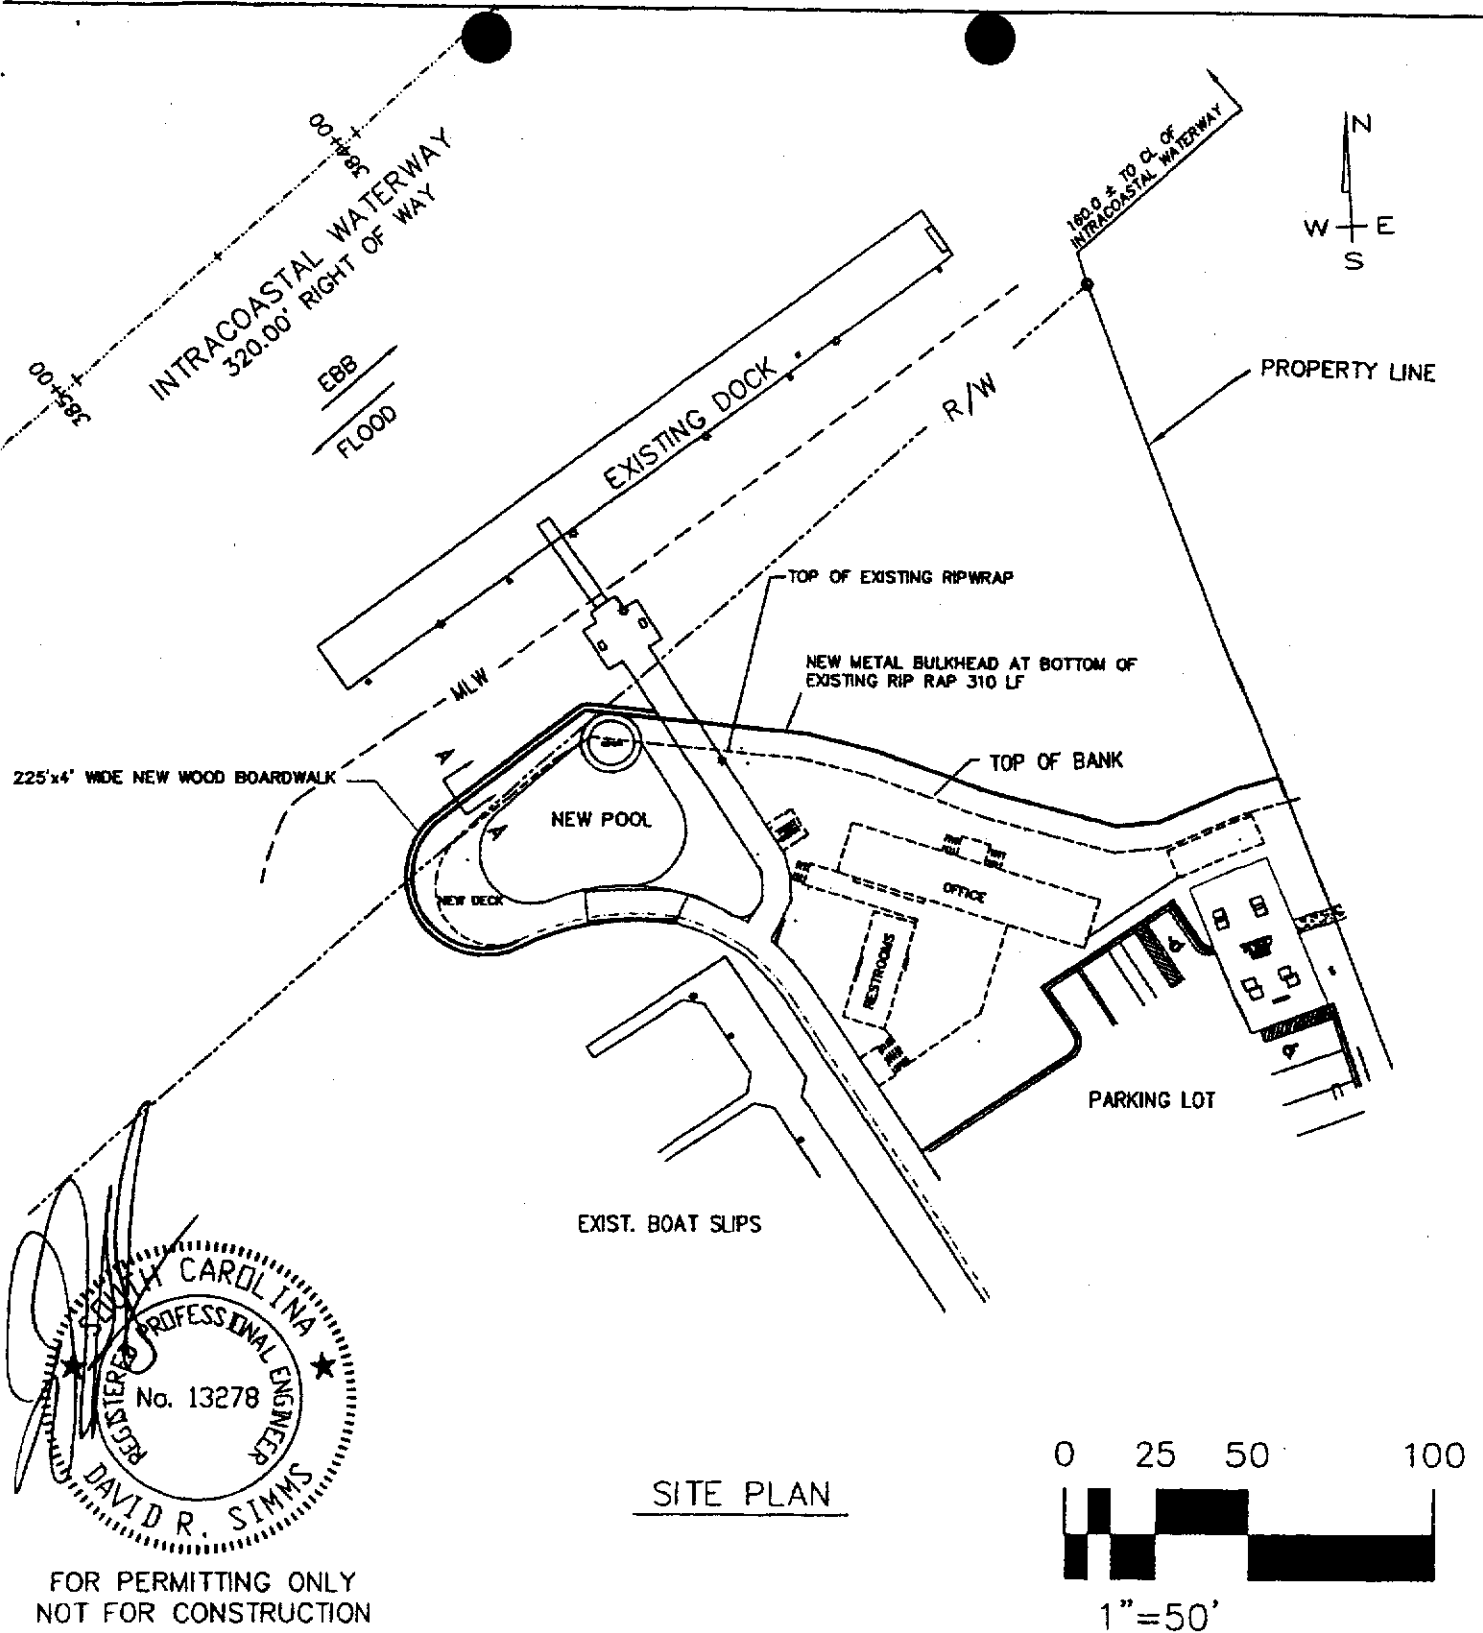 384+00
INTRACOASTAL WATERWAY
320.00' RIGHT OF WAY
385+00
EBB
FLOOD
160.0 ± TO CL OF
INTRACOASTAL WATERWAY
N
W E
S
EXISTING DOCK
R/W
PROPERTY LINE
TOP OF EXISTING RIPWRAP
MLW
NEW METAL BULKHEAD AT BOTTOM OF
EXISTING RIP RAP 310 LF
225'x4' WIDE NEW WOOD BOARDWALK
A
A
TOP OF BANK
NEW POOL
NEW DECK
OFFICE
RESTROOMS
PARKING LOT
EXIST. BOAT SLIPS
SOUTH CAROLINA
REGISTERED PROFESSIONAL ENGINEER
No. 13278
DAVID R. SIMMS
FOR PERMITTING ONLY
NOT FOR CONSTRUCTION
SITE PLAN
0 25 50 100
1"=50'